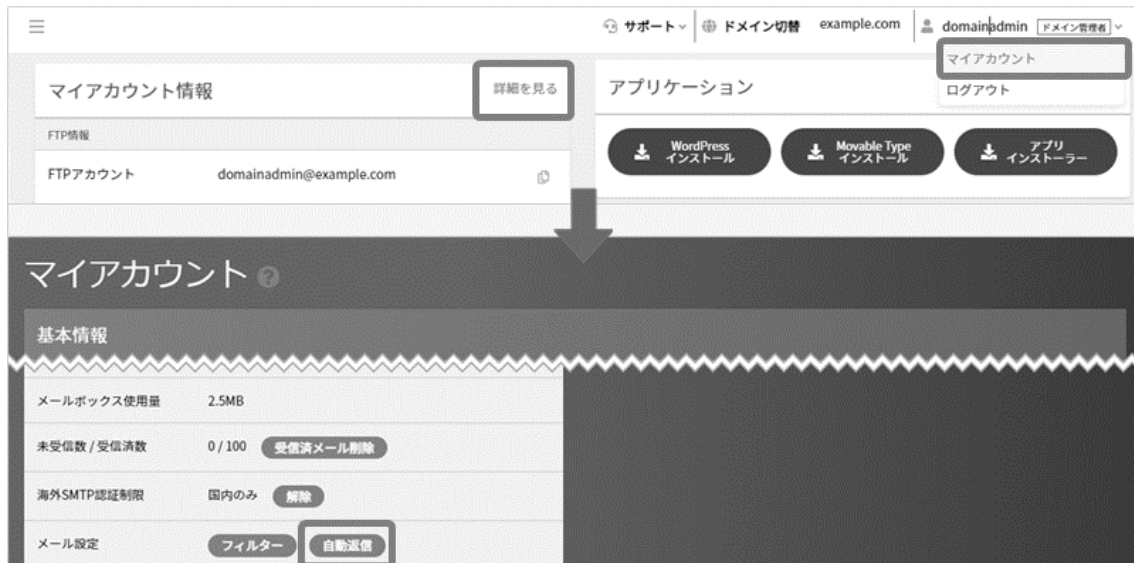 サポート ドメイン切替 example.com domainadmin ドメイン管理者
マイアカウント
ログアウト
マイアカウント情報 詳細を見る
FTP情報
FTPアカウント domainadmin@example.com
アプリケーション
WordPress
インストール
Movable Type
インストール
アプリ
インストーラー
マイアカウント
基本情報
メールボックス使用量 2.5MB
未受信数 / 受信済数 0 / 100 受信済メール削除
海外SMTP認証制限 国内のみ 解除
メール設定 フィルター 自動返信